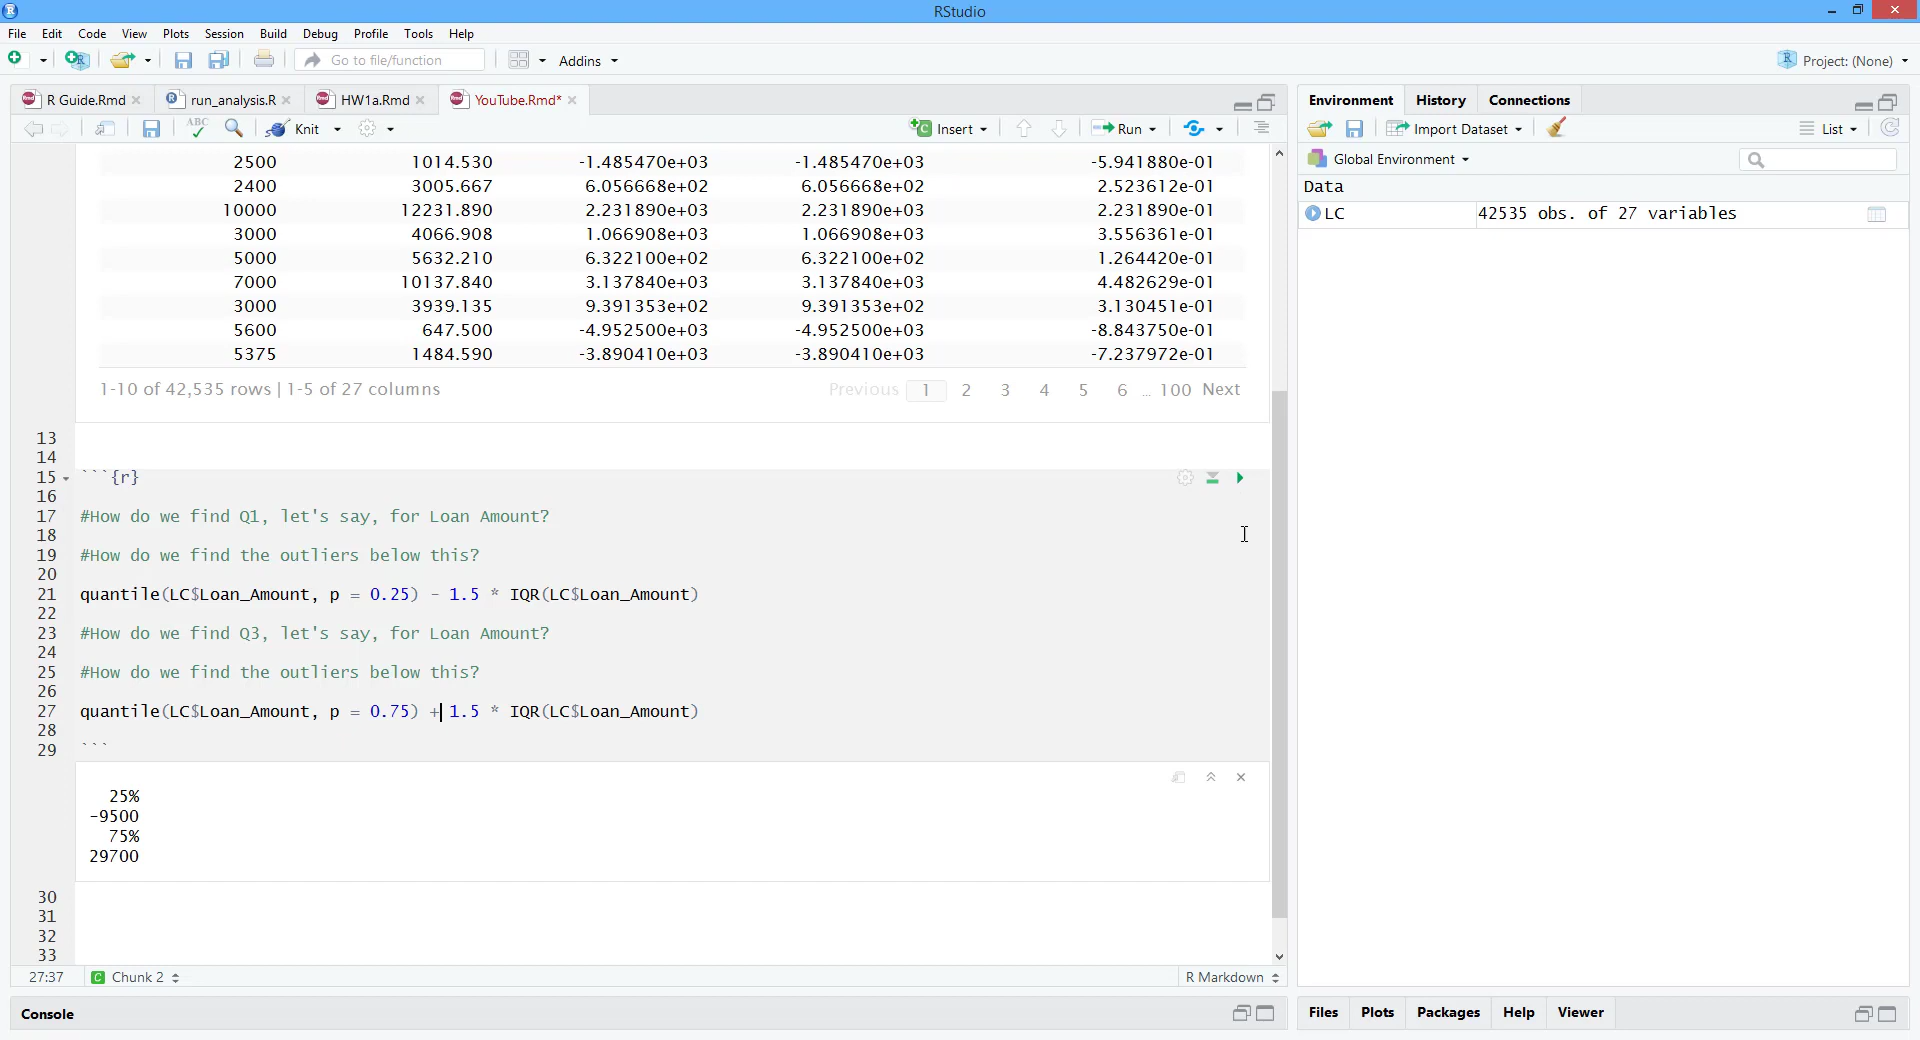 RStudio
File Edit Code View Plots Session Build Debug Profile Tools Help
Go to file/function Addins Project: (None)
R Guide.Rmd run_analysis.R HW1a.Rmd YouTube.Rmd*
ABC Knit Insert Run
2500 1014.530 -1.485470e+03 -1.485470e+03 -5.941880e-01
2400 3005.667 6.056668e+02 6.056668e+02 2.523612e-01
10000 12231.890 2.231890e+03 2.231890e+03 2.231890e-01
3000 4066.908 1.066908e+03 1.066908e+03 3.556361e-01
5000 5632.210 6.322100e+02 6.322100e+02 1.264420e-01
7000 10137.840 3.137840e+03 3.137840e+03 4.482629e-01
3000 3939.135 9.391353e+02 9.391353e+02 3.130451e-01
5600 647.500 -4.952500e+03 -4.952500e+03 -8.843750e-01
5375 1484.590 -3.890410e+03 -3.890410e+03 -7.237972e-01
1-10 of 42,535 rows | 1-5 of 27 columns Previous 1 2 3 4 5 6 ... 100 Next
13
14
15 ```{r}
16
17 #How do we find Q1, let's say, for Loan Amount?
18
19 #How do we find the outliers below this?
20
21 quantile(LC$Loan_Amount, p = 0.25) - 1.5 * IQR(LC$Loan_Amount)
22
23 #How do we find Q3, let's say, for Loan Amount?
24
25 #How do we find the outliers below this?
26
27 quantile(LC$Loan_Amount, p = 0.75) + 1.5 * IQR(LC$Loan_Amount)
28
29 ```
25%
-9500
75%
29700
30
31
32
33
27:37 C Chunk 2 R Markdown
Console
Environment History Connections
Import Dataset List
Global Environment
Data
LC 42535 obs. of 27 variables
Files Plots Packages Help Viewer